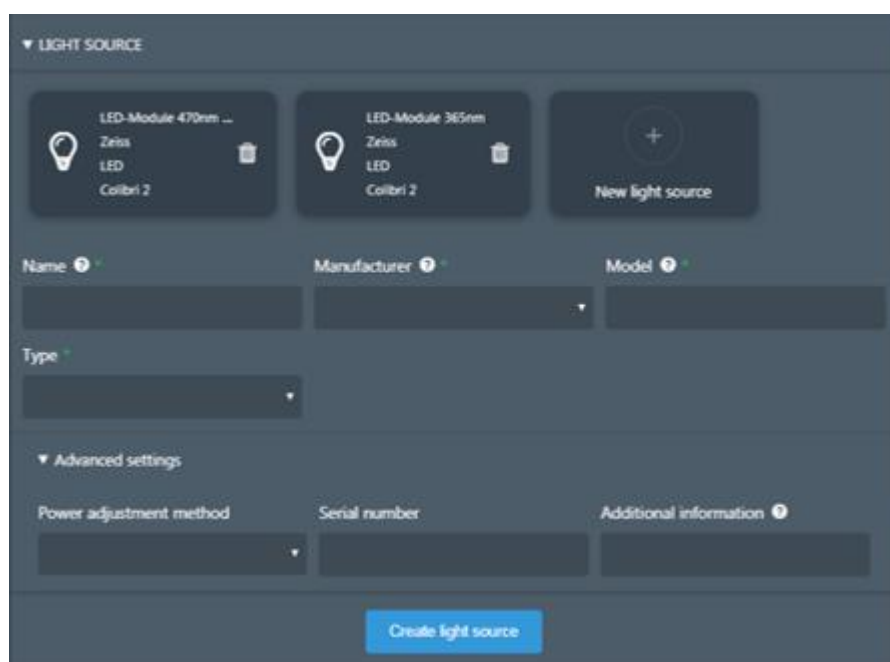 LIGHT SOURCE
LED-Module 470nm ...
Zeiss
LED
Colibri 2
LED-Module 365nm
Zeiss
LED
Colibri 2
New light source
Name *
Manufacturer *
Model *
Type *
Advanced settings
Power adjustment method
Serial number
Additional information
Create light source